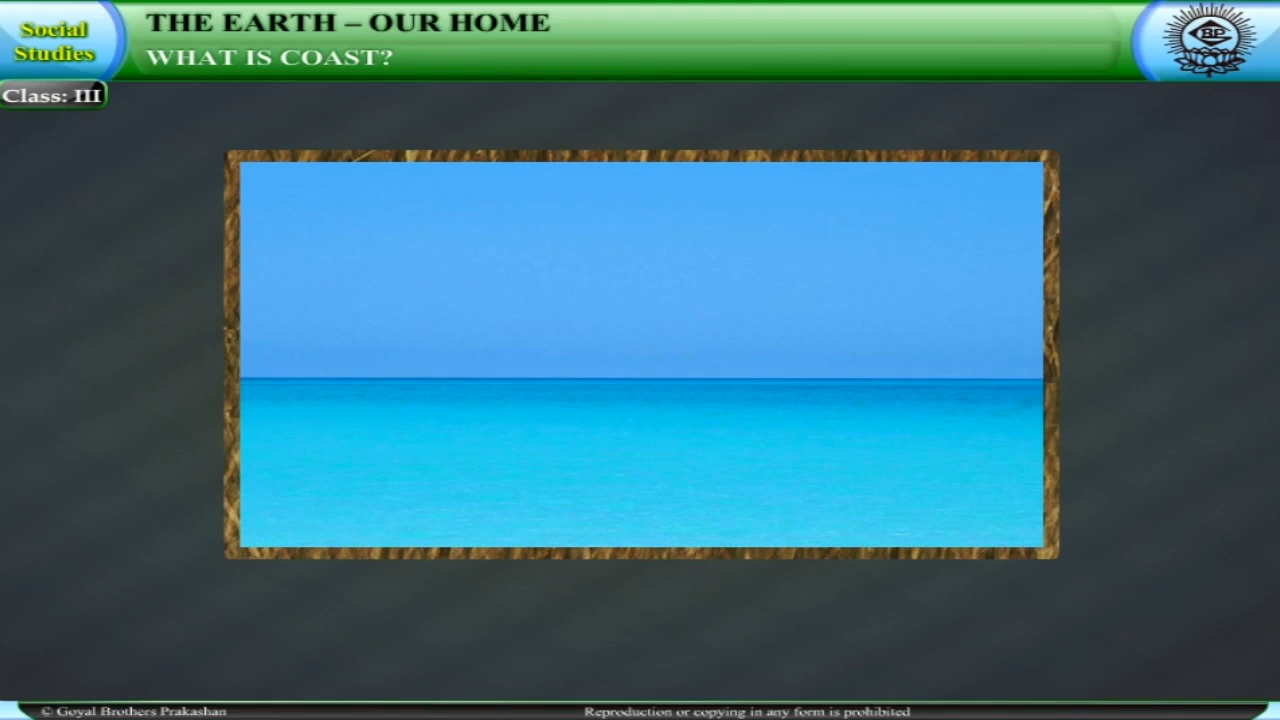 Social
Studies
THE EARTH – OUR HOME
WHAT IS COAST?
GBP
Class: III
© Goyal Brothers Prakashan
Reproduction or copying in any form is prohibited